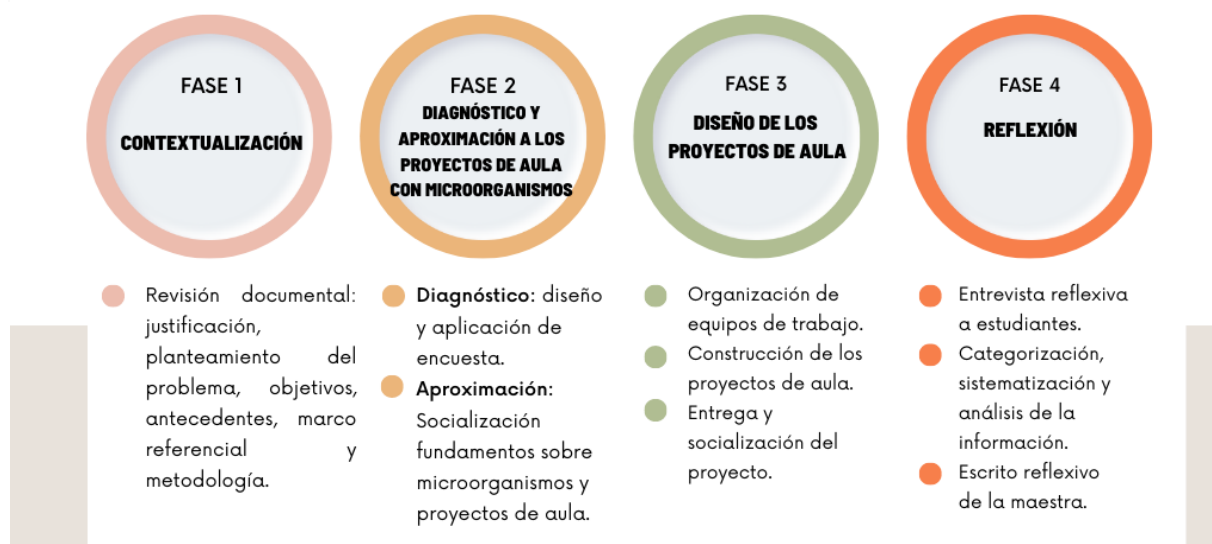 FASE 1
CONTEXTUALIZACIÓN
Revisión documental:
justificación,
planteamiento del
problema, objetivos,
antecedentes, marco
referencial y
metodología.
FASE 2
DIAGNÓSTICO Y
APROXIMACIÓN A LOS
PROYECTOS DE AULA
CON MICROORGANISMOS
Diagnóstico: diseño
y aplicación de
encuesta.
Aproximación:
Socialización
fundamentos sobre
microorganismos y
proyectos de aula.
FASE 3
DISEÑO DE LOS
PROYECTOS DE AULA
Organización de
equipos de trabajo.
Construcción de los
proyectos de aula.
Entrega y
socialización del
proyecto.
FASE 4
REFLEXIÓN
Entrevista reflexiva
a estudiantes.
Categorización,
sistematización y
análisis de la
información.
Escrito reflexivo
de la maestra.